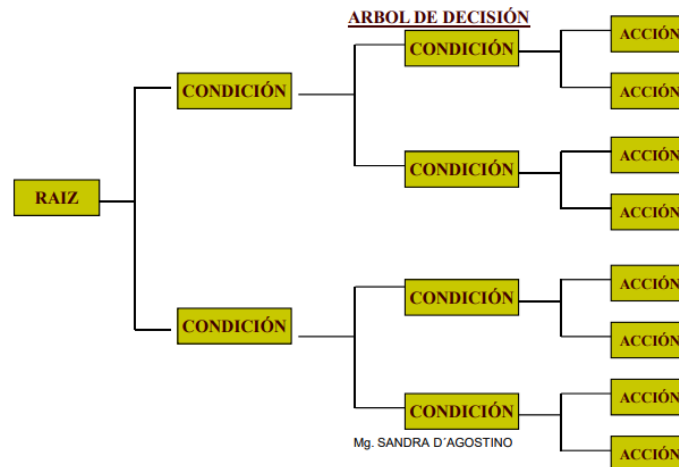 ARBOL DE DECISIÓN
RAIZ
CONDICIÓN
CONDICIÓN
ACCIÓN
ACCIÓN
CONDICIÓN
ACCIÓN
ACCIÓN
CONDICIÓN
CONDICIÓN
ACCIÓN
ACCIÓN
CONDICIÓN
ACCIÓN
ACCIÓN
Mg. SANDRA D´AGOSTINO